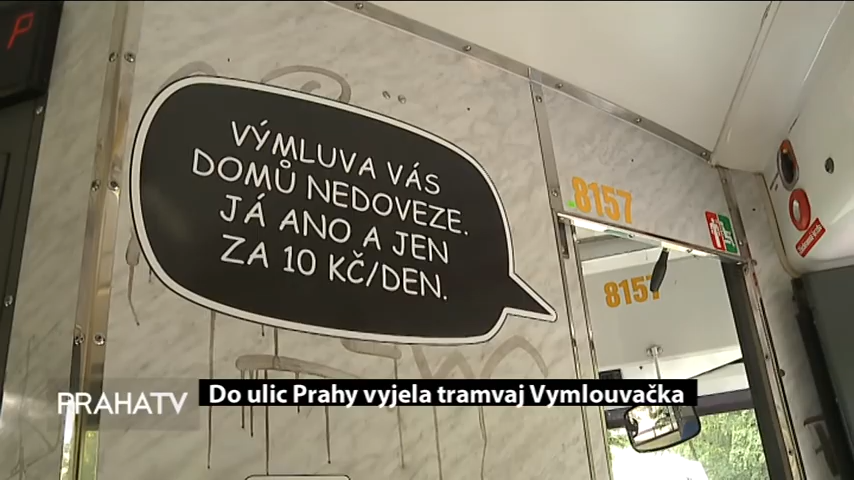 P
VÝMLUVA VÁS
DOMŮ NEDOVEZE.
JÁ ANO A JEN
ZA 10 KČ/DEN.
8157
8157
PRAHATV
Do ulic Prahy vyjela tramvaj Vymlouvačka